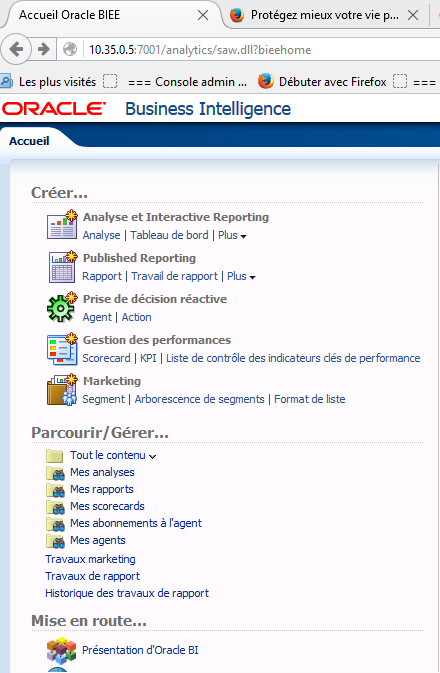 Accueil Oracle BIEE
Protégez mieux votre vie p...
10.35.0.5:7001/analytics/saw.dll?bieehome
Les plus visités === Console admin ... Débuter avec Firefox ===
ORACLE Business Intelligence
Accueil
Créer...
Analyse et Interactive Reporting
Analyse | Tableau de bord | Plus
Published Reporting
Rapport | Travail de rapport | Plus
Prise de décision réactive
Agent | Action
Gestion des performances
Scorecard | KPI | Liste de contrôle des indicateurs clés de performance
Marketing
Segment | Arborescence de segments | Format de liste
Parcourir/Gérer...
Tout le contenu
Mes analyses
Mes rapports
Mes scorecards
Mes abonnements à l'agent
Mes agents
Travaux marketing
Travaux de rapport
Historique des travaux de rapport
Mise en route...
Présentation d'Oracle BI